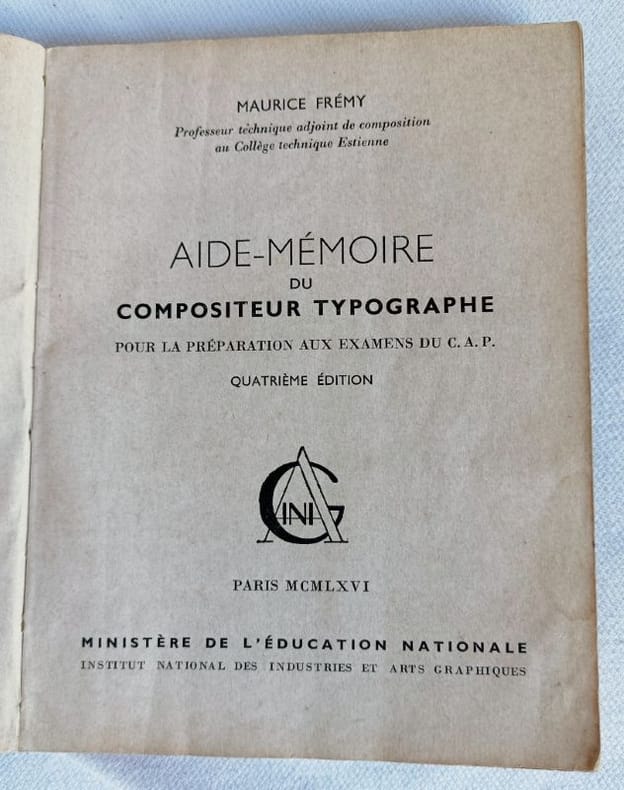 MAURICE FRÉMY
Professeur technique adjoint de composition
au Collège technique Estienne
AIDE-MÉMOIRE
DU
COMPOSITEUR TYPOGRAPHE
POUR LA PRÉPARATION AUX EXAMENS DU C. A. P.
QUATRIÈME ÉDITION
INIAG
PARIS MCMLXVI
MINISTÈRE DE L'ÉDUCATION NATIONALE
INSTITUT NATIONAL DES INDUSTRIES ET ARTS GRAPHIQUES